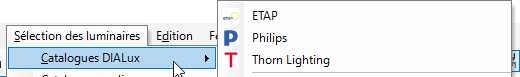 Sélection des luminaires Edition
Catalogues DIALux
ETAP
Philips
Thorn Lighting